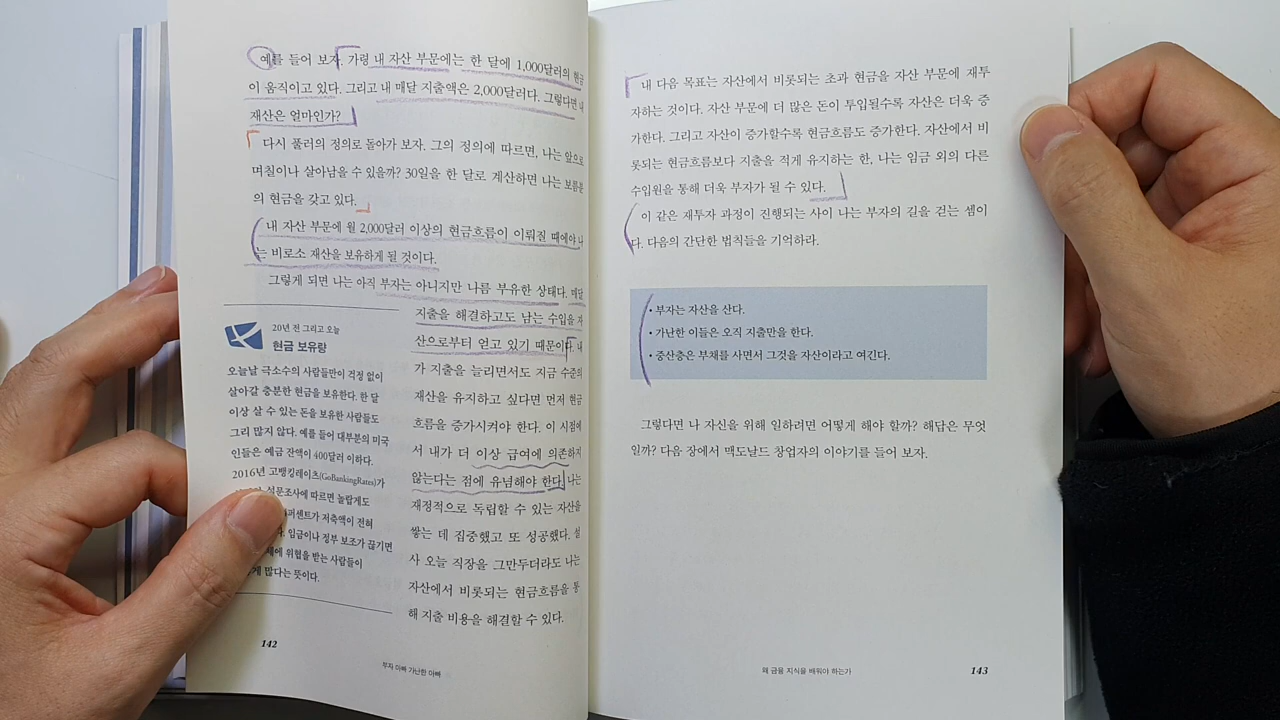 예를 들어 보자. 가령 내 자산 부문에는 한 달에 1,000달러의 현금
이 움직이고 있다. 그리고 내 매달 지출액은 2,000달러다. 그렇다면 내
재산은 얼마인가?
다시 풀러의 정의로 돌아가 보자. 그의 정의에 따르면, 나는 앞으로
며칠이나 살아남을 수 있을까? 30일을 한 달로 계산하면 나는 보름분
의 현금을 갖고 있다.
내 자산 부문에 월 2,000달러 이상의 현금흐름이 이뤄질 때에야 나
는 비로소 재산을 보유하게 될 것이다.
그렇게 되면 나는 아직 부자는 아니지만 나름 부유한 상태다. 매달
지출을 해결하고도 남는 수입을 자
산으로부터 얻고 있기 때문이다. 내
가 지출을 늘리면서도 지금 수준의
재산을 유지하고 싶다면 먼저 현금
흐름을 증가시켜야 한다. 이 시점에
서 내가 더 이상 급여에 의존하지
않는다는 점에 유념해야 한다. 나는
재정적으로 독립할 수 있는 자산을
쌓는 데 집중했고 또 성공했다. 설
사 오늘 직장을 그만두더라도 나는
자산에서 비롯되는 현금흐름을 통
해 지출 비용을 해결할 수 있다.
20년 전 그리고 오늘
현금 보유량
오늘날 극소수의 사람들만이 걱정 없이
살아갈 충분한 현금을 보유한다. 한 달
이상 살 수 있는 돈을 보유한 사람들도
그리 많지 않다. 예를 들어 대부분의 미국
인들은 예금 잔액이 400달러 이하다.
2016년 고뱅킹레이츠(GoBankingRates)가
설문조사에 따르면 놀랍게도
퍼센트가 저축액이 전혀
임금이나 정부 보조가 끊기면
위협을 받는 사람들이
많다는 뜻이다.
142
부자 아빠 가난한 아빠
내 다음 목표는 자산에서 비롯되는 초과 현금을 자산 부문에 재투
자하는 것이다. 자산 부문에 더 많은 돈이 투입될수록 자산은 더욱 증
가한다. 그리고 자산이 증가할수록 현금흐름도 증가한다. 자산에서 비
롯되는 현금흐름보다 지출을 적게 유지하는 한, 나는 임금 외의 다른
수입원을 통해 더욱 부자가 될 수 있다.
이 같은 재투자 과정이 진행되는 사이 나는 부자의 길을 걷는 셈이
다. 다음의 간단한 법칙들을 기억하라.
• 부자는 자산을 산다.
• 가난한 이들은 오직 지출만을 한다.
• 중산층은 부채를 사면서 그것을 자산이라고 여긴다.
그렇다면 나 자신을 위해 일하려면 어떻게 해야 할까? 해답은 무엇
일까? 다음 장에서 맥도날드 창업자의 이야기를 들어 보자.
왜 금융 지식을 배워야 하는가
143